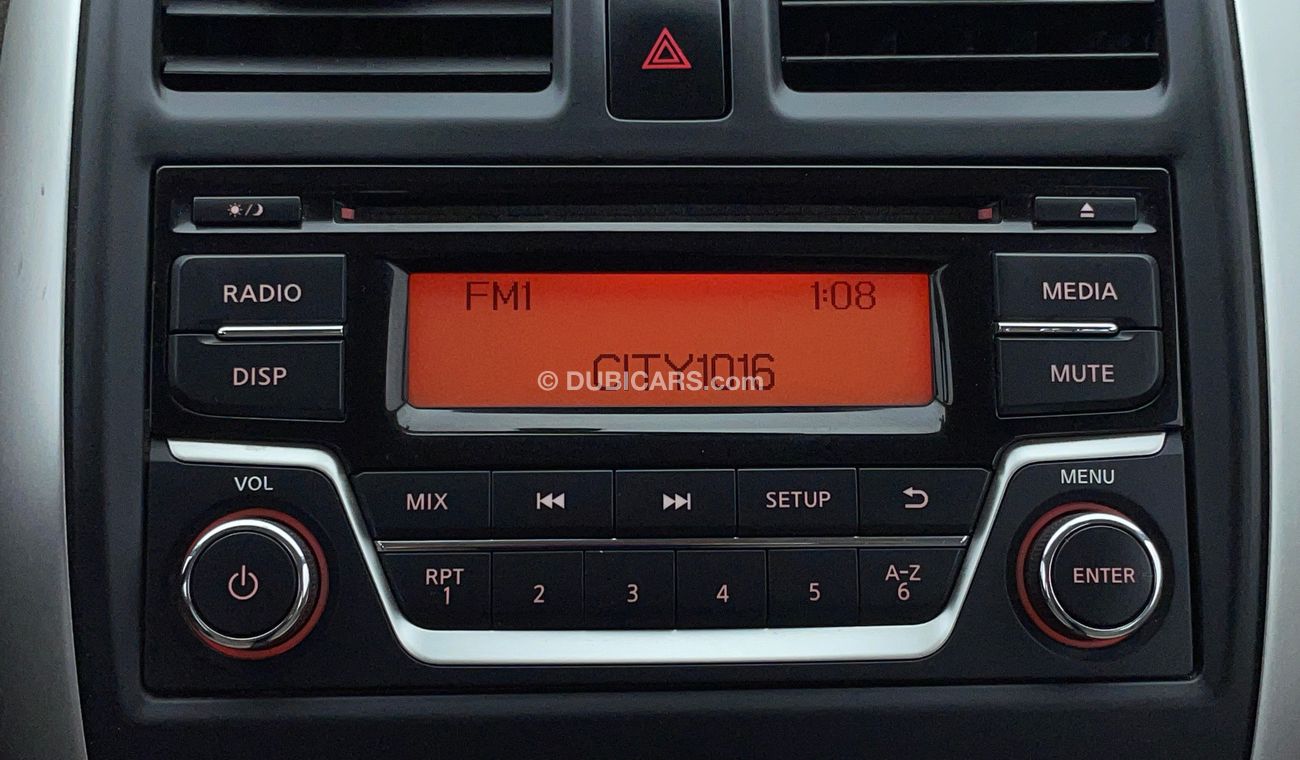 FM1 1:08
CITY1016
© DUBICARS.com
RADIO
DISP
MEDIA
MUTE
VOL
MENU
MIX
SETUP
RPT
1
2
3
4
5
A-Z
6
ENTER